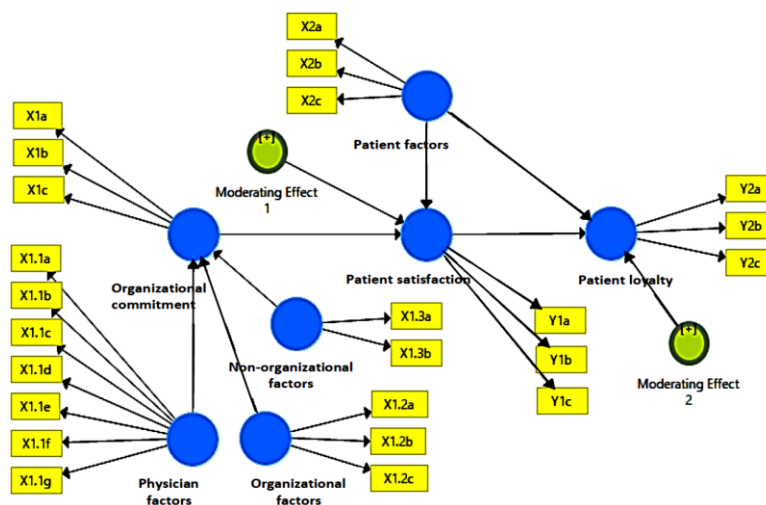 X2a
X2b
X2c
Patient factors
X1a
X1b
X1c
[+]
Moderating Effect
1
Organizational
commitment
Patient satisfaction
Patient loyalty
Y2a
Y2b
Y2c
X1.1a
X1.1b
X1.1c
X1.1d
X1.1e
X1.1f
X1.1g
X1.3a
X1.3b
Non-organizational
factors
Y1a
Y1b
Y1c
[+]
Moderating Effect
2
X1.2a
X1.2b
X1.2c
Physician
factors
Organizational
factors